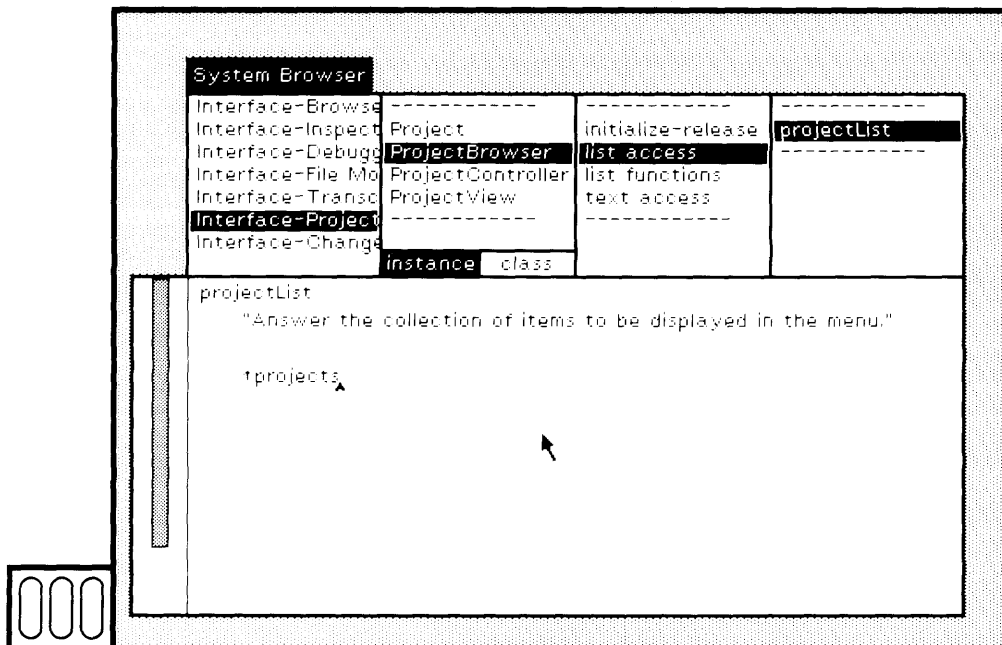 System Browser
Interface-Browse
Interface-Inspect
Interface-Debugg
Interface-File Mo
Interface-Transc
Interface-Project
Interface-Change
------------
Project
ProjectBrowser
ProjectController
ProjectView
------------
instance class
------------
initialize-release
list access
list functions
text access
------------
------------
projectList
------------
projectList
"Answer the collection of items to be displayed in the menu."
↑projects